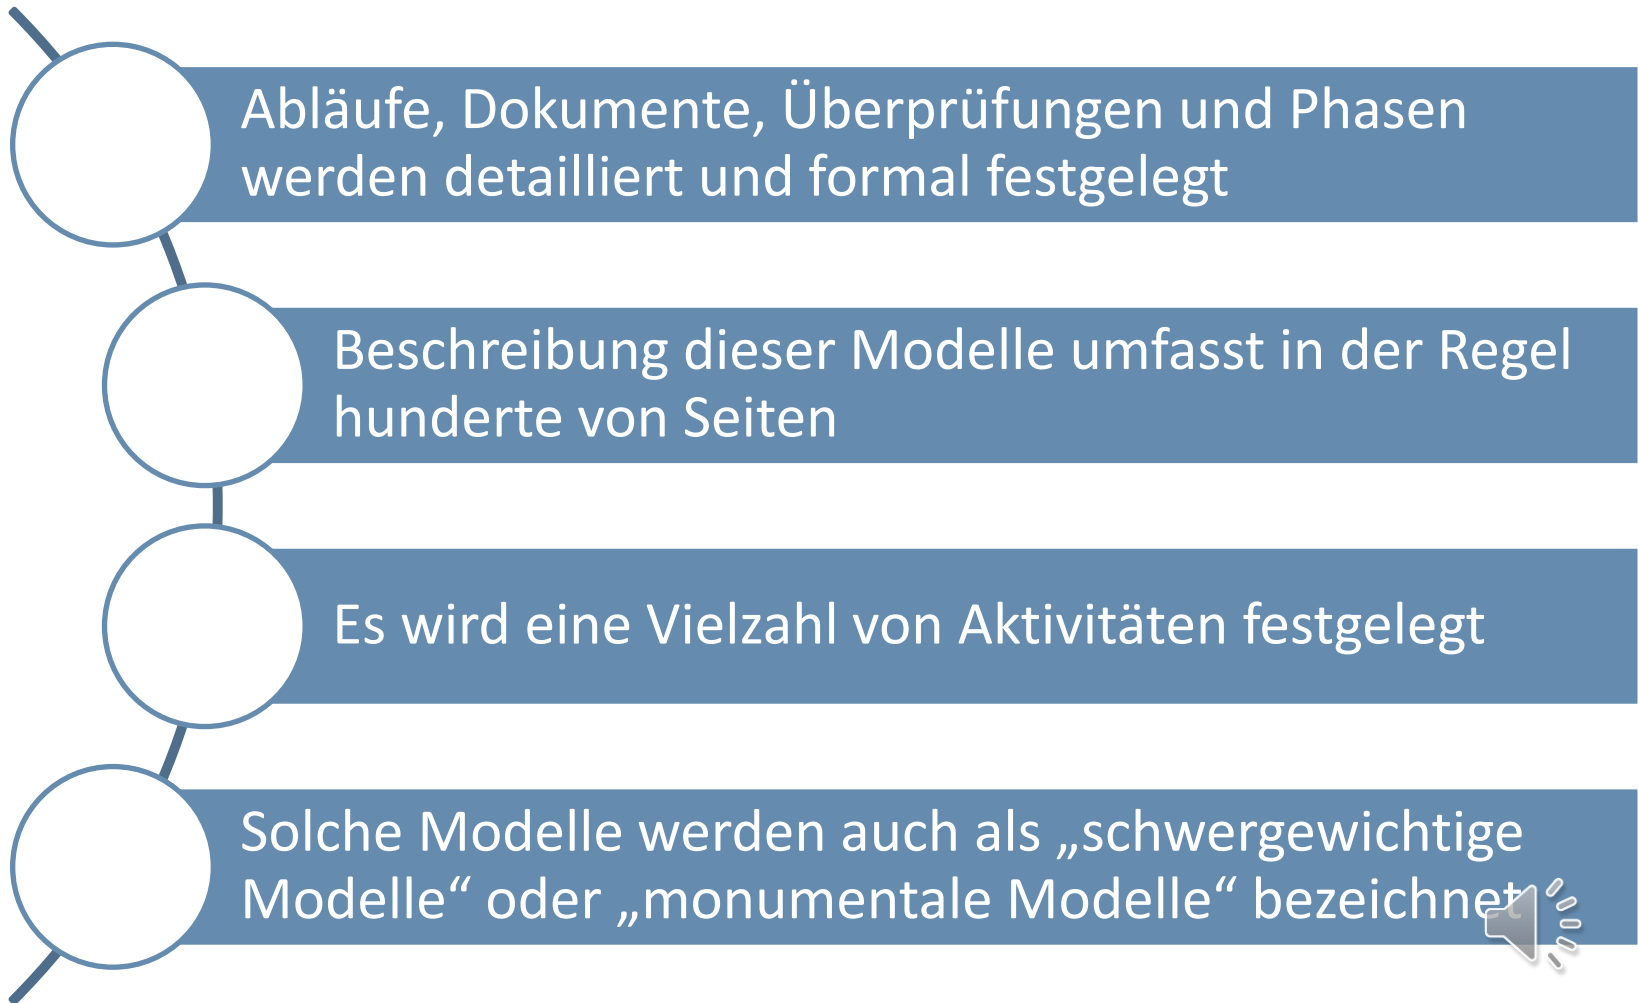 Abläufe, Dokumente, Überprüfungen und Phasen
werden detailliert und formal festgelegt
Beschreibung dieser Modelle umfasst in der Regel
hunderte von Seiten
Es wird eine Vielzahl von Aktivitäten festgelegt
Solche Modelle werden auch als „schwergewichtige
Modelle“ oder „monumentale Modelle“ bezeichnet